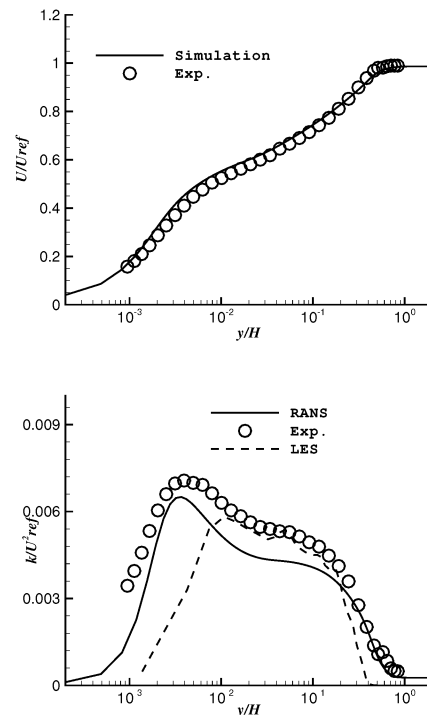 1.2
Simulation
Exp.
1
0.8
0.6
0.4
0.2
0
U/Uref
10⁻³ 10⁻² 10⁻¹ 10⁰
y/H
RANS
Exp.
LES
0.009
0.006
0.003
0
k/U²ref
10⁻³ 10⁻² 10⁻¹ 10⁰
y/H